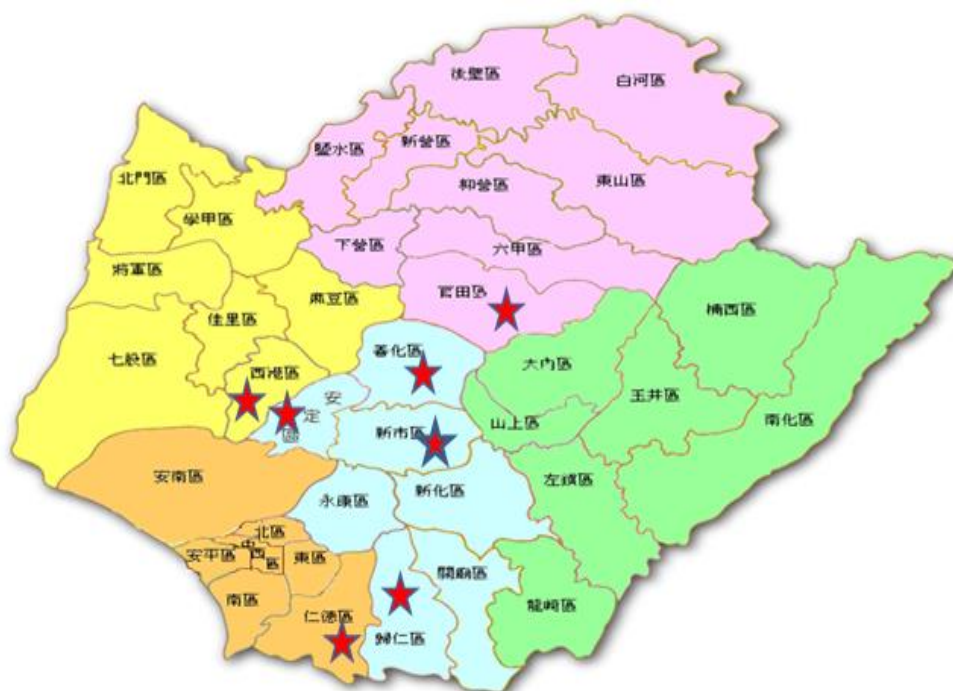 後壁區
白河區
鹽水區
新營區
柳營區
東山區
北門區
學甲區
下營區
六甲區
將軍區
麻豆區
官田區
佳里區
楠西區
七股区
善化區
西港區
大內區
玉井區
安定區
山上區
南化區
新市區
安南區
左鎮區
永康區
新化區
北區
安平區
中西區
東區
關廟區
南區
仁德區
歸仁區
龍崎區